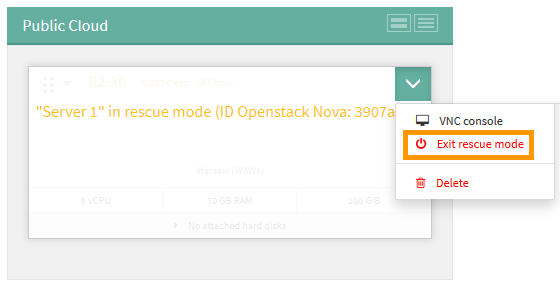 Public Cloud
B2-30
"Server 1" in rescue mode (ID Openstack Nova: 3907a
VNC console
Exit rescue mode
Delete
Warsaw (WAW1)
8 vCPU
30 GB RAM
200 GiB
No attached hard disks